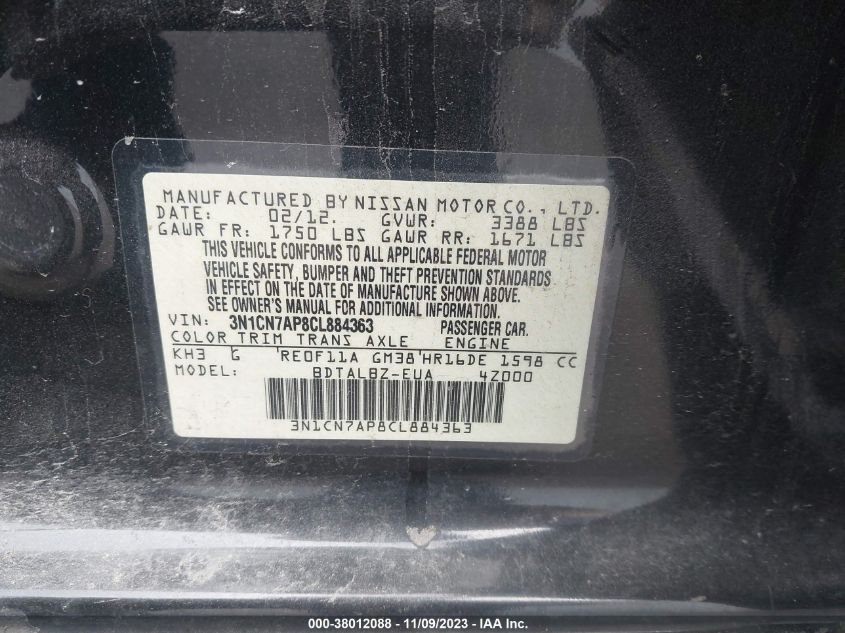 MANUFACTURED BY NISSAN MOTOR CO., LTD.
DATE: 02/12. GVWR: 3388 LBS
GAWR FR: 1750 LBS GAWR RR: 1671 LBS
THIS VEHICLE CONFORMS TO ALL APPLICABLE FEDERAL MOTOR
VEHICLE SAFETY, BUMPER AND THEFT PREVENTION STANDARDS
IN EFFECT ON THE DATE OF MANUFACTURE SHOWN ABOVE.
SEE OWNER'S MANUAL FOR ADDITIONAL INFORMATION.
VIN: 3N1CN7AP8CL884363 PASSENGER CAR.
COLOR TRIM TRANS AXLE ENGINE
KH3 G RE0F11A GM38 HR16DE 1598 CC
MODEL: BDTALBZ-EUA 4Z000
3N1CN7AP8CL884363
000-38012088 - 11/09/2023 - © Copyright 2023 IAA, Inc.